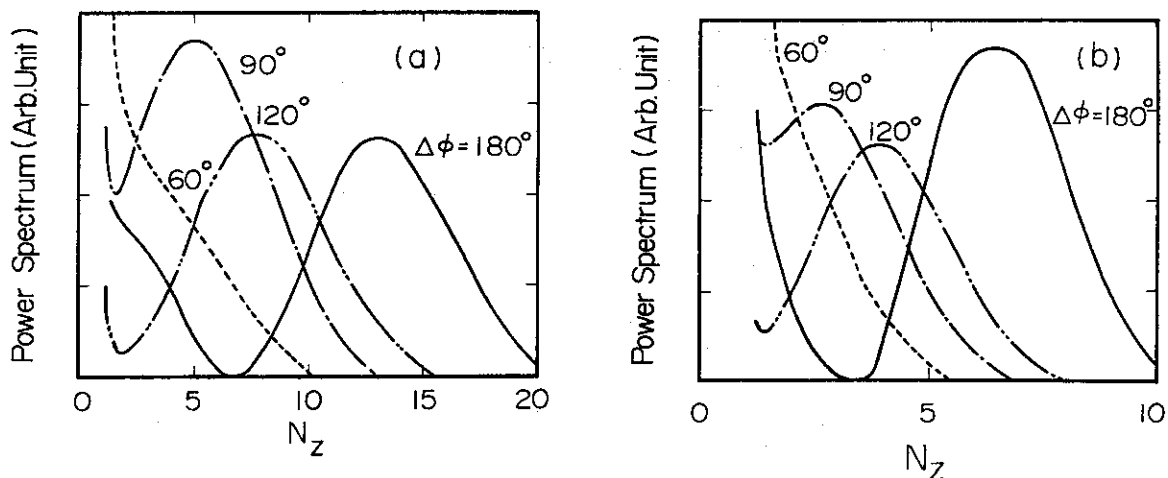 Power Spectrum (Arb.Unit)
(a)
90°
120°
60°
Δφ=180°
0 5 10 15 20
N_Z
Power Spectrum (Arb.Unit)
(b)
60°
90°
120°
Δφ=180°
0 5 10
N_Z